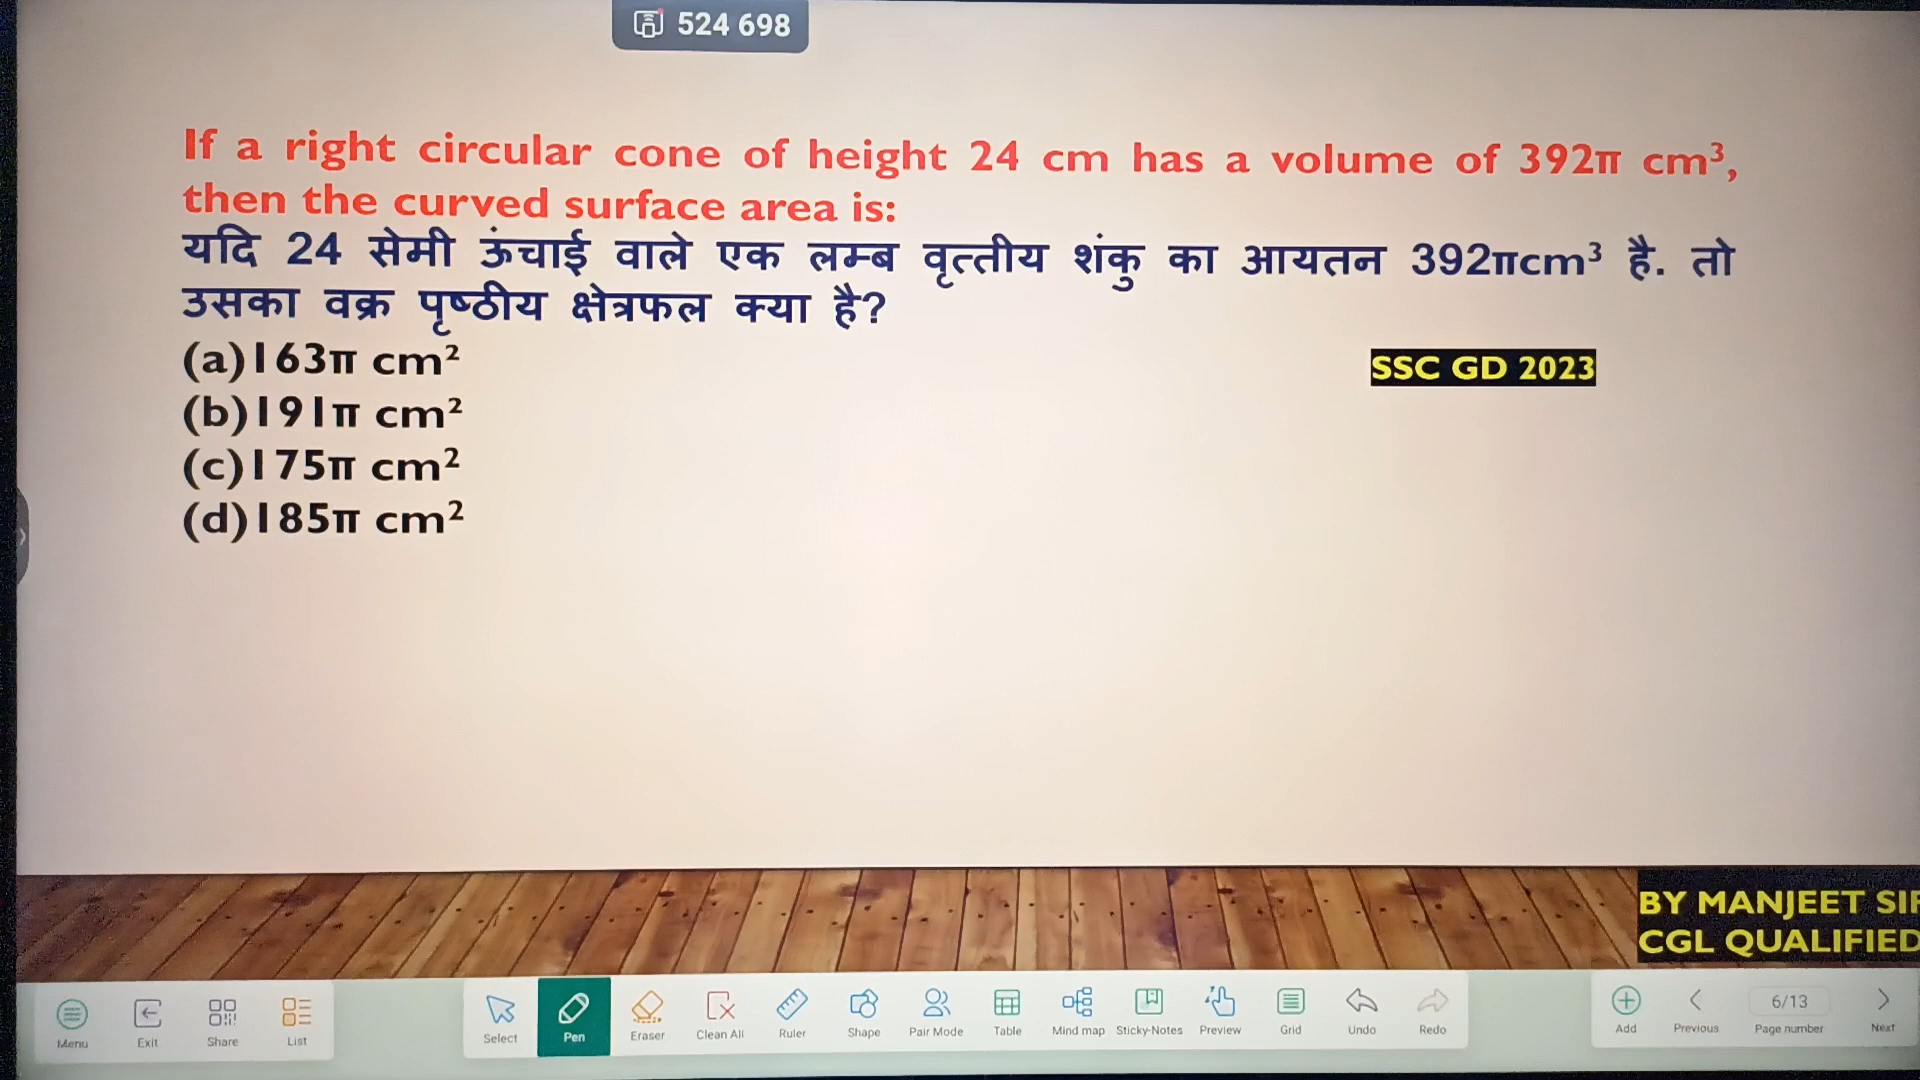 524 698
If a right circular cone of height 24 cm has a volume of 392π cm³,
then the curved surface area is:
यदि 24 सेमी ऊंचाई वाले एक लम्ब वृत्तीय शंकु का आयतन 392πcm³ है. तो
उसका वक्र पृष्ठीय क्षेत्रफल क्या है?
(a)163π cm²
SSC GD 2023
(b)191π cm²
(c)175π cm²
(d)185π cm²
BY MANJEET SIR
CGL QUALIFIED
Menu Exit Share List Select Pen Eraser Clean All Ruler Shape Pair Mode Table Mind map Sticky-Notes Preview Grid Undo Redo Add Previous 6/13 Page number Next